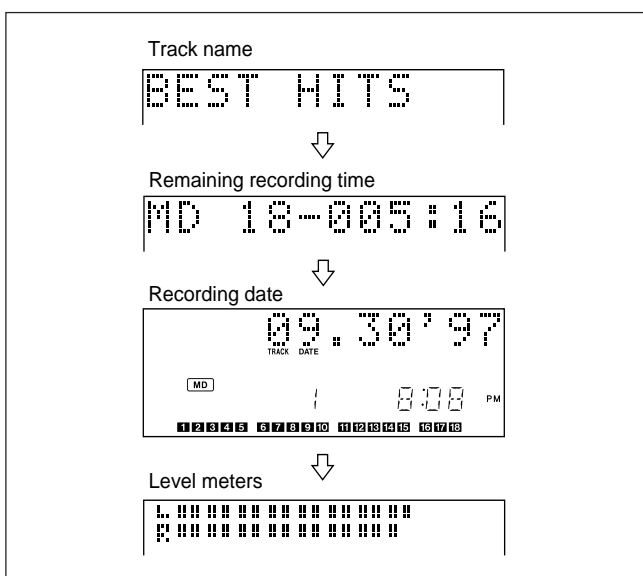 Track name
BEST HITS
Remaining recording time
MD 18-005:16
Recording date
09.30'97
TRACK DATE
MD 1 8:08 PM
1 2 3 4 5 6 7 8 9 10 11 12 13 14 15 16 17 18
Level meters
L
R